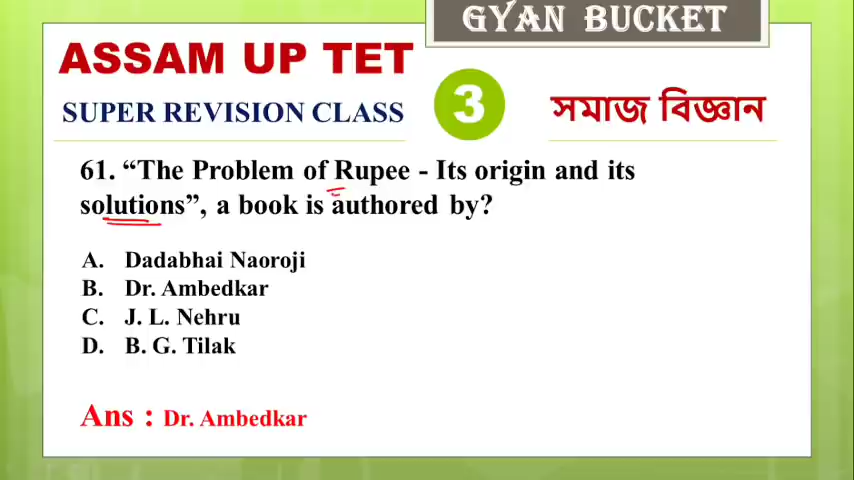 GYAN BUCKET
ASSAM UP TET
SUPER REVISION CLASS
3
সমাজ বিজ্ঞান
61. “The Problem of Rupee - Its origin and its
solutions”, a book is authored by?
A. Dadabhai Naoroji
B. Dr. Ambedkar
C. J. L. Nehru
D. B. G. Tilak
Ans : Dr. Ambedkar